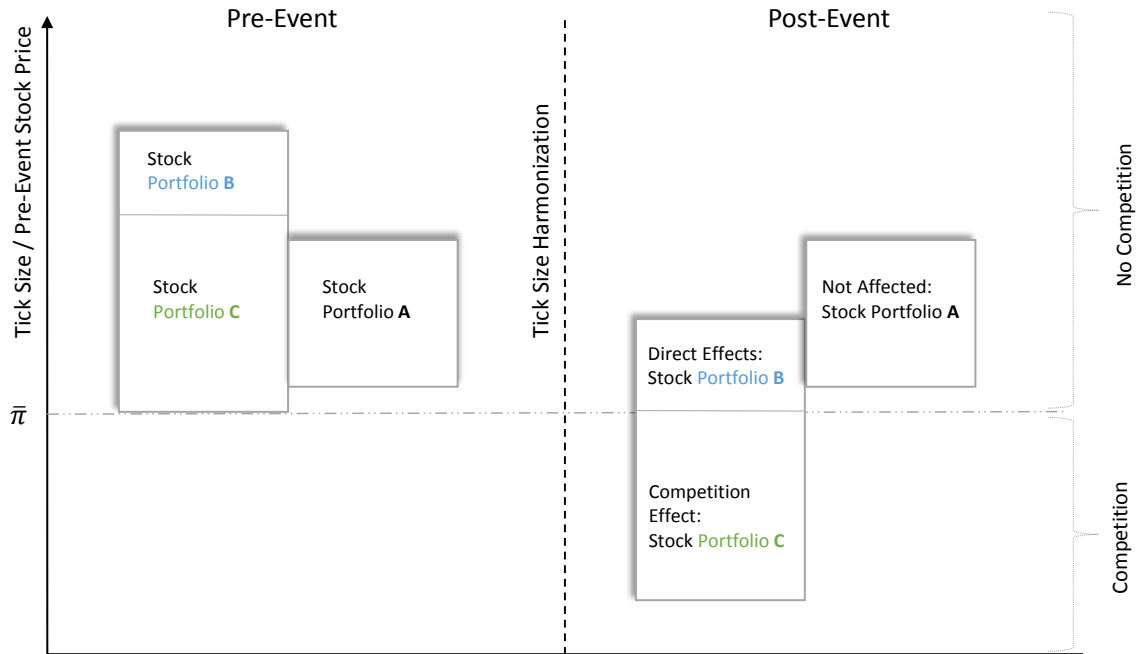 Pre-Event
Post-Event
Tick Size / Pre-Event Stock Price
Stock
Portfolio B
Stock
Portfolio C
Stock
Portfolio A
Tick Size Harmonization
Not Affected:
Stock Portfolio A
Direct Effects:
Stock Portfolio B
Competition
Effect:
Stock Portfolio C
No Competition
Competition
π̅